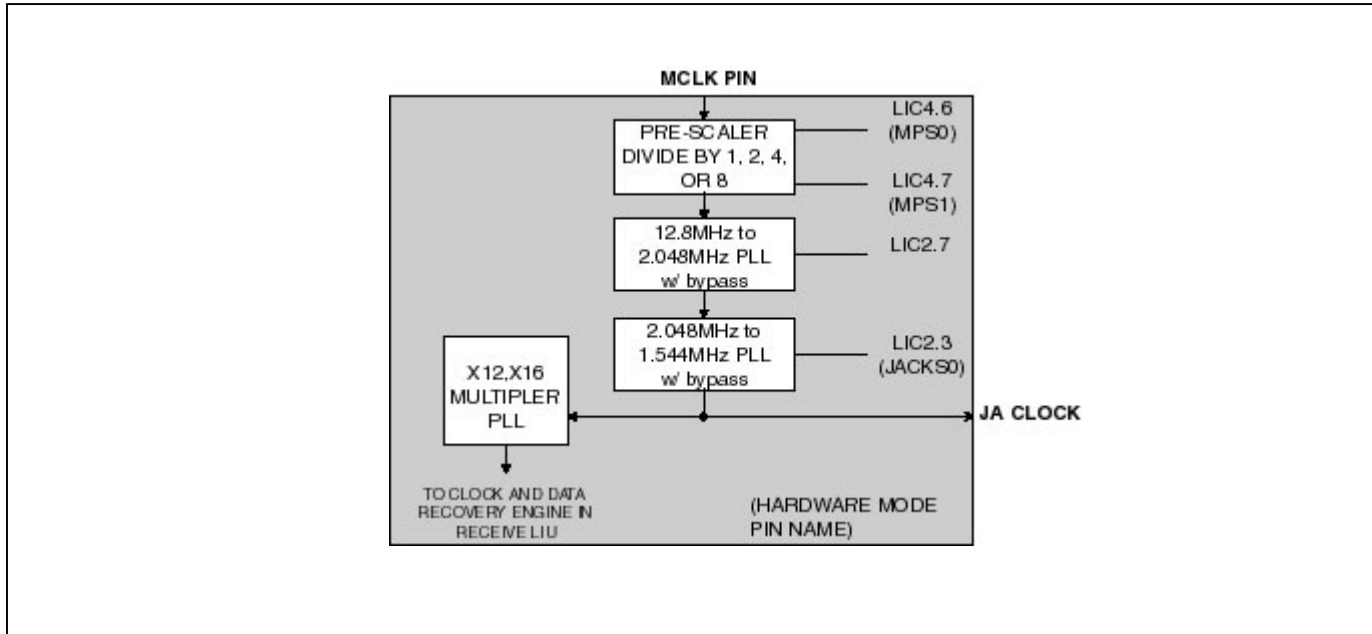 MCLK PIN
PRE-SCALER
DIVIDE BY 1, 2, 4,
OR 8
LIC4.6
(MPS0)
LIC4.7
(MPS1)
12.8MHz to
2.048MHz PLL
w/ bypass
LIC2.7
2.048MHz to
1.544MHz PLL
w/ bypass
LIC2.3
(JACKS0)
X12,X16
MULTIPLER
PLL
JA CLOCK
TO CLOCK AND DATA
RECOVERY ENGINE IN
RECEIVE LIU
(HARDWARE MODE
PIN NAME)